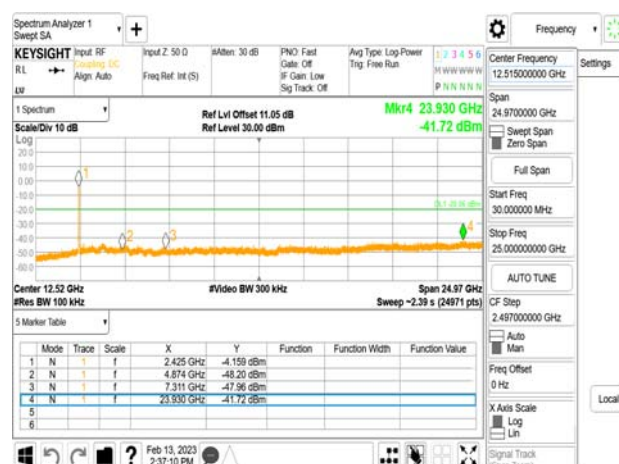 Spectrum Analyzer 1
Swept SA
+
Frequency
KEYSIGHT
Input: RF
Coupling: DC
Align: Auto
Input Z: 50 Ω
Freq Ref: Int (S)
#Atten: 30 dB
PNO: Fast
Gate: Off
IF Gain: Low
Sig Track: Off
Avg Type: Log-Power
Trig: Free Run
1 2 3 4 5 6
M W W W W W
P N N N N N
RL
Center Frequency
12.515000000 GHz
Settings
Span
24.9700000 GHz
Swept Span
Zero Span
Full Span
Start Freq
30.000000 MHz
Stop Freq
25.000000000 GHz
AUTO TUNE
CF Step
2.497000000 GHz
Auto
Man
Freq Offset
0 Hz
X Axis Scale
Log
Lin
Signal Track
Local
1 Spectrum
Scale/Div 10 dB
Ref Lvl Offset 11.05 dB
Ref Level 30.00 dBm
Mkr4 23.930 GHz
-41.72 dBm
Log
20.0
10.0
0.00
-10.0
-20.0
-30.0
-40.0
-50.0
-60.0
1
2
3
4
Center 12.52 GHz
#Video BW 300 kHz
Span 24.97 GHz
#Res BW 100 kHz
Sweep ~2.39 s (24971 pts)
5 Marker Table
Mode Trace Scale X Y Function Function Width Function Value
1 N 1 f 2.425 GHz -4.159 dBm
2 N 1 f 4.874 GHz -48.20 dBm
3 N 1 f 7.311 GHz -47.96 dBm
4 N 1 f 23.930 GHz -41.72 dBm
5
6
?
Feb 13, 2023
2:37:10 PM